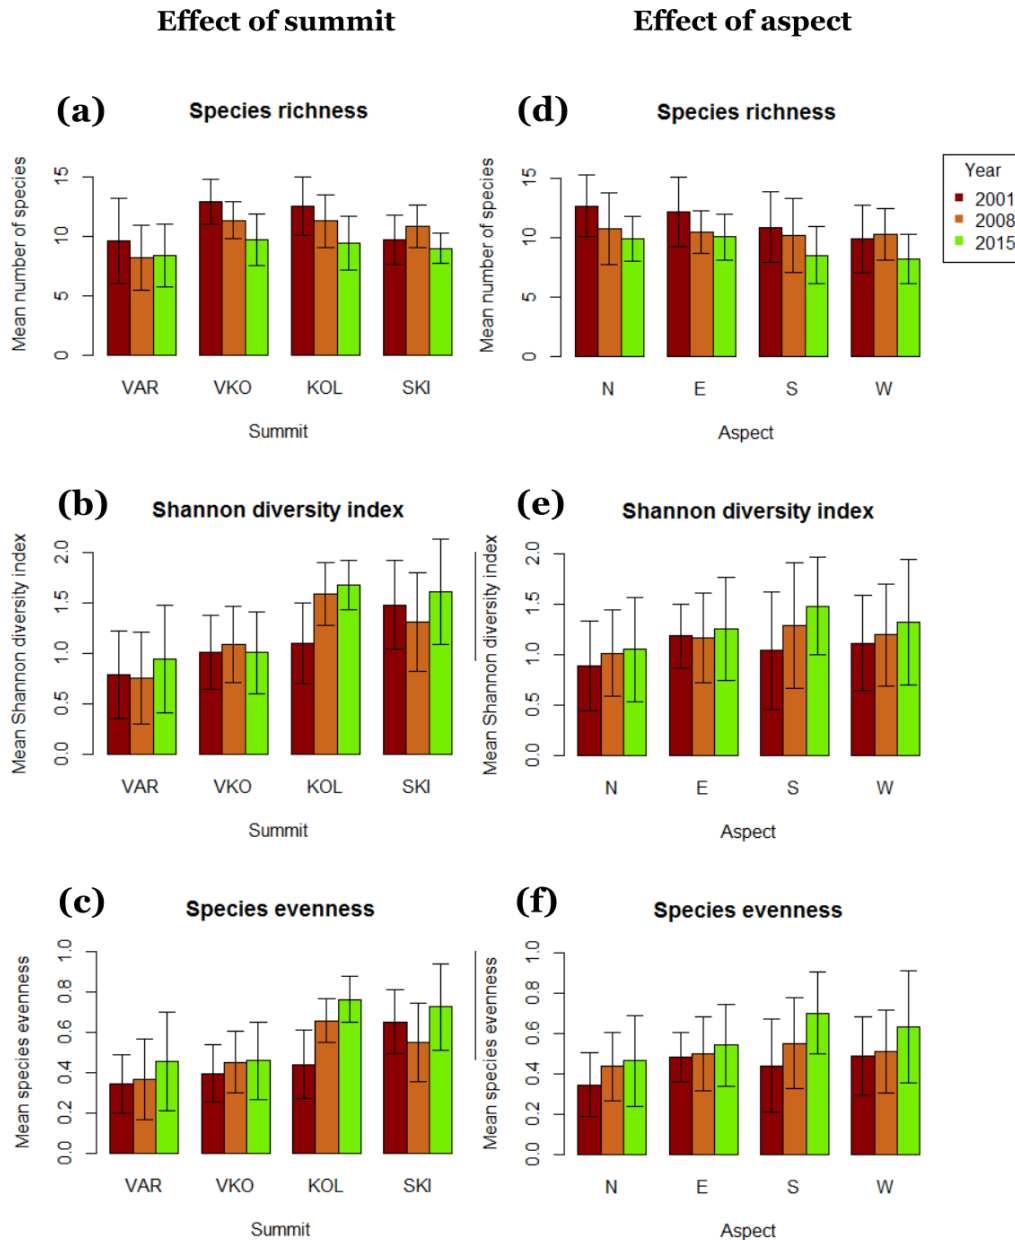 Effect of summit
Effect of aspect
(a)
Species richness
Mean number of species
15
10
5
0
VAR VKO KOL SKI
Summit
(d)
Species richness
Mean number of species
15
10
5
0
N E S W
Aspect
Year
2001
2008
2015
(b)
Shannon diversity index
Mean Shannon diversity index
2.0
1.5
1.0
0.5
0.0
VAR VKO KOL SKI
Summit
(e)
Shannon diversity index
Mean Shannon diversity index
2.0
1.5
1.0
0.5
0.0
N E S W
Aspect
(c)
Species evenness
Mean species evenness
1.0
0.8
0.6
0.4
0.2
0.0
VAR VKO KOL SKI
Summit
(f)
Species evenness
Mean species evenness
1.0
0.8
0.6
0.4
0.2
0.0
N E S W
Aspect